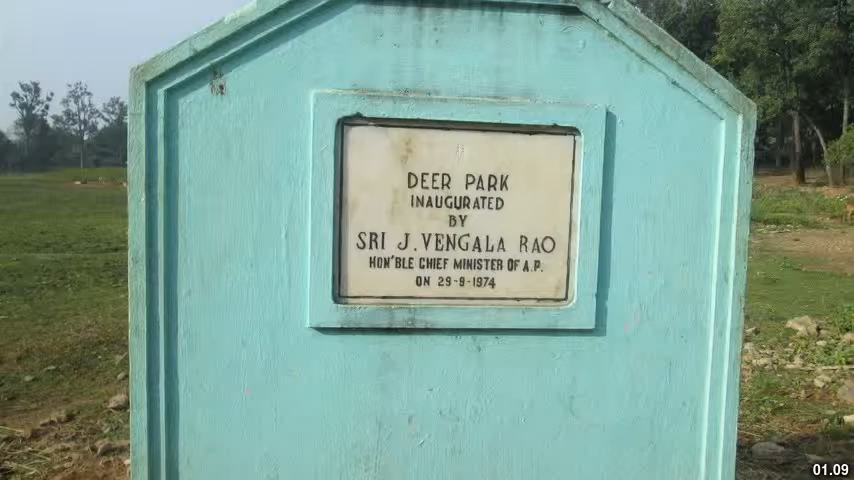 DEER PARK
INAUGURATED
BY
SRI J. VENGALA RAO
HON'BLE CHIEF MINISTER OF A.P.
ON 29-9-1974
01.09